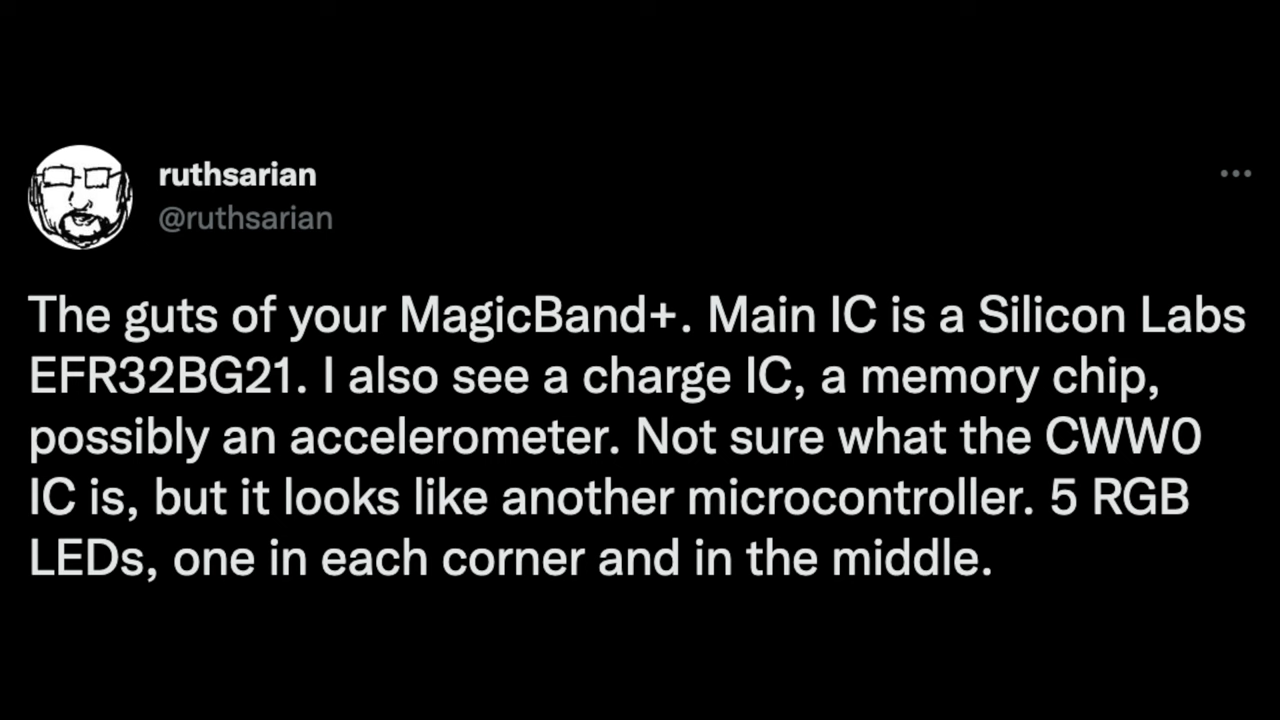 ruthsarian
@ruthsarian
The guts of your MagicBand+. Main IC is a Silicon Labs
EFR32BG21. I also see a charge IC, a memory chip,
possibly an accelerometer. Not sure what the CWW0
IC is, but it looks like another microcontroller. 5 RGB
LEDs, one in each corner and in the middle.